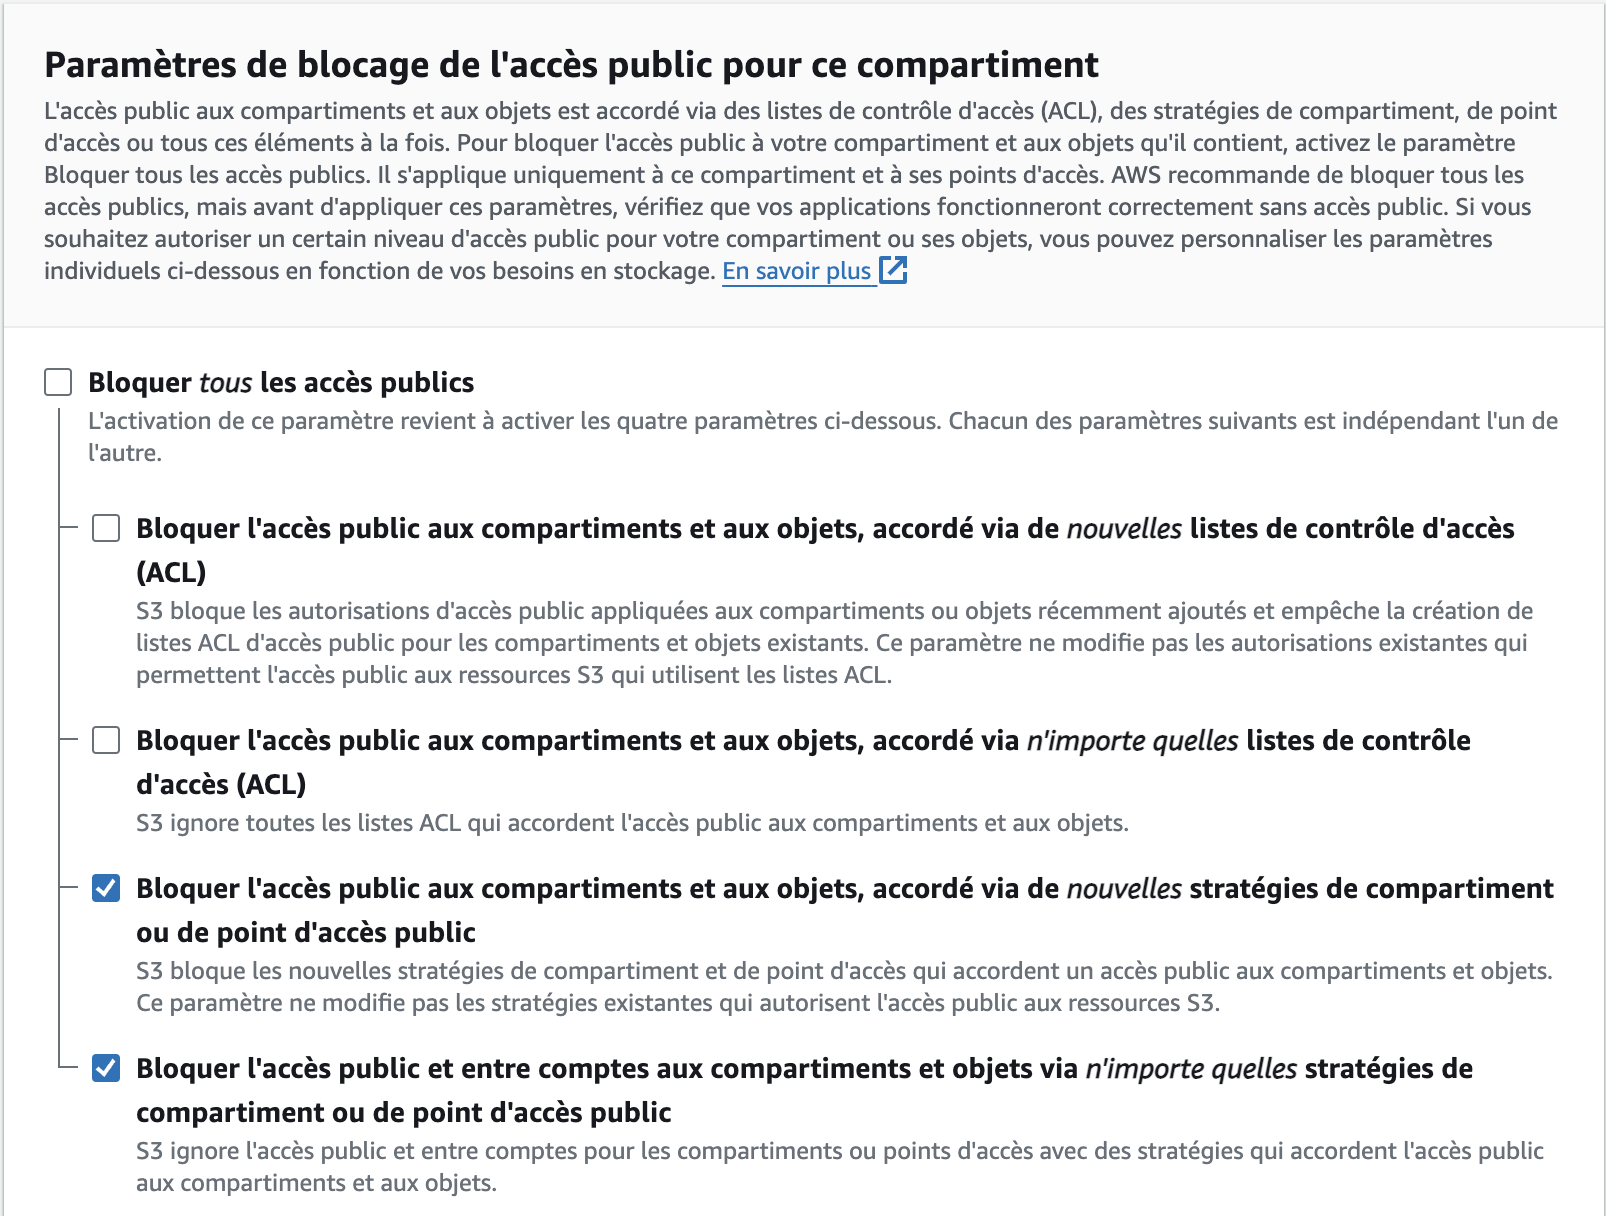 Paramètres de blocage de l'accès public pour ce compartiment
L'accès public aux compartiments et aux objets est accordé via des listes de contrôle d'accès (ACL), des stratégies de compartiment, de point
d'accès ou tous ces éléments à la fois. Pour bloquer l'accès public à votre compartiment et aux objets qu'il contient, activez le paramètre
Bloquer tous les accès publics. Il s'applique uniquement à ce compartiment et à ses points d'accès. AWS recommande de bloquer tous les
accès publics, mais avant d'appliquer ces paramètres, vérifiez que vos applications fonctionneront correctement sans accès public. Si vous
souhaitez autoriser un certain niveau d'accès public pour votre compartiment ou ses objets, vous pouvez personnaliser les paramètres
individuels ci-dessous en fonction de vos besoins en stockage. En savoir plus
Bloquer tous les accès publics
L'activation de ce paramètre revient à activer les quatre paramètres ci-dessous. Chacun des paramètres suivants est indépendant l'un de
l'autre.
Bloquer l'accès public aux compartiments et aux objets, accordé via de nouvelles listes de contrôle d'accès
(ACL)
S3 bloque les autorisations d'accès public appliquées aux compartiments ou objets récemment ajoutés et empêche la création de
listes ACL d'accès public pour les compartiments et objets existants. Ce paramètre ne modifie pas les autorisations existantes qui
permettent l'accès public aux ressources S3 qui utilisent les listes ACL.
Bloquer l'accès public aux compartiments et aux objets, accordé via n'importe quelles listes de contrôle
d'accès (ACL)
S3 ignore toutes les listes ACL qui accordent l'accès public aux compartiments et aux objets.
Bloquer l'accès public aux compartiments et aux objets, accordé via de nouvelles stratégies de compartiment
ou de point d'accès public
S3 bloque les nouvelles stratégies de compartiment et de point d'accès qui accordent un accès public aux compartiments et objets.
Ce paramètre ne modifie pas les stratégies existantes qui autorisent l'accès public aux ressources S3.
Bloquer l'accès public et entre comptes aux compartiments et objets via n'importe quelles stratégies de
compartiment ou de point d'accès public
S3 ignore l'accès public et entre comptes pour les compartiments ou points d'accès avec des stratégies qui accordent l'accès public
aux compartiments et aux objets.